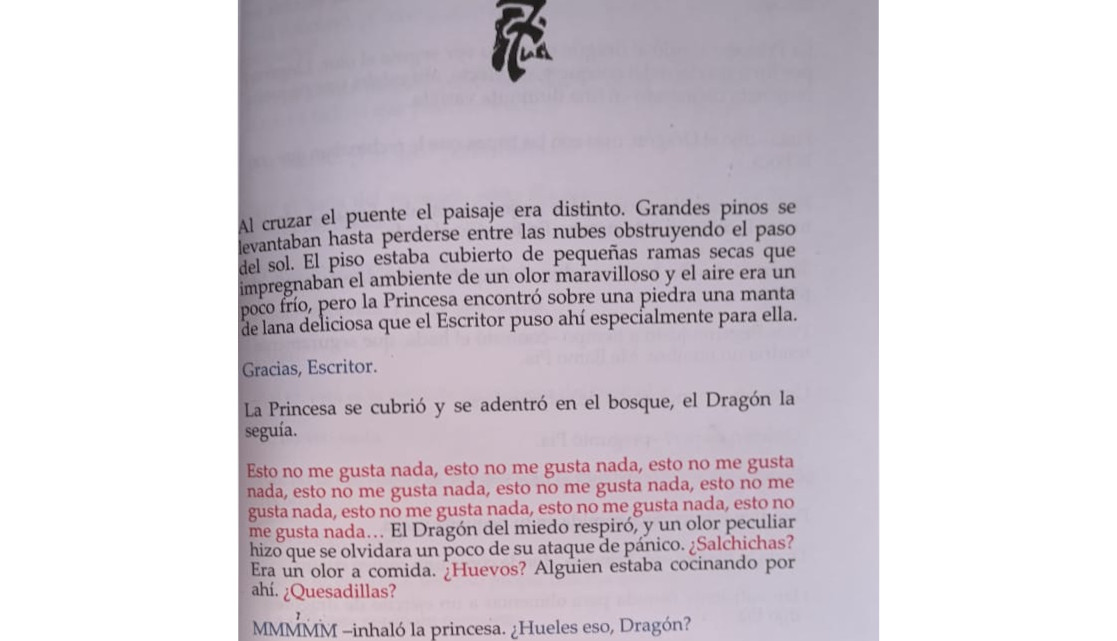 Al cruzar el puente el paisaje era distinto. Grandes pinos se
levantaban hasta perderse entre las nubes obstruyendo el paso
del sol. El piso estaba cubierto de pequeñas ramas secas que
impregnaban el ambiente de un olor maravilloso y el aire era un
poco frío, pero la Princesa encontró sobre una piedra una manta
de lana deliciosa que el Escritor puso ahí especialmente para ella.
Gracias, Escritor.
La Princesa se cubrió y se adentró en el bosque, el Dragón la
seguía.
Esto no me gusta nada, esto no me gusta nada, esto no me gusta
nada, esto no me gusta nada, esto no me gusta nada, esto no me
gusta nada, esto no me gusta nada, esto no me gusta nada, esto no
me gusta nada… El Dragón del miedo respiró, y un olor peculiar
hizo que se olvidara un poco de su ataque de pánico. ¿Salchichas?
Era un olor a comida. ¿Huevos? Alguien estaba cocinando por
ahí. ¿Quesadillas?
MMMMM –inhaló la princesa. ¿Hueles eso, Dragón?